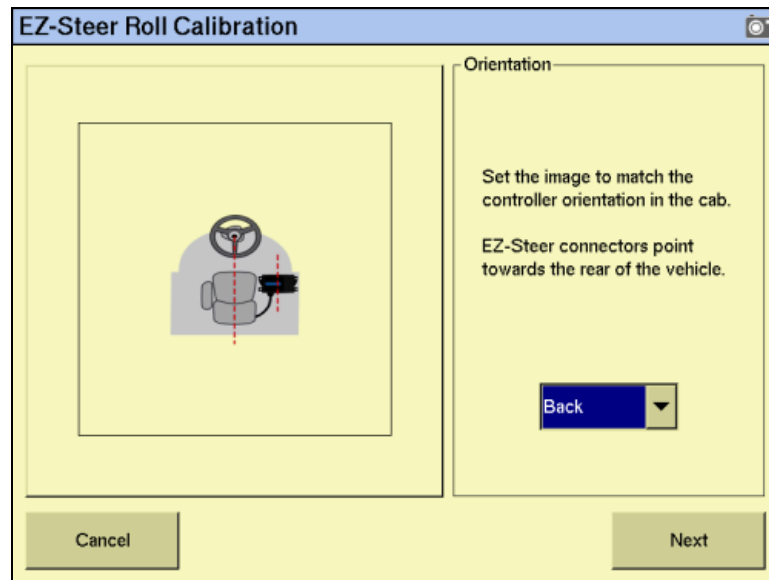 EZ-Steer Roll Calibration
Orientation
Set the image to match the
controller orientation in the cab.
EZ-Steer connectors point
towards the rear of the vehicle.
Back
Cancel
Next